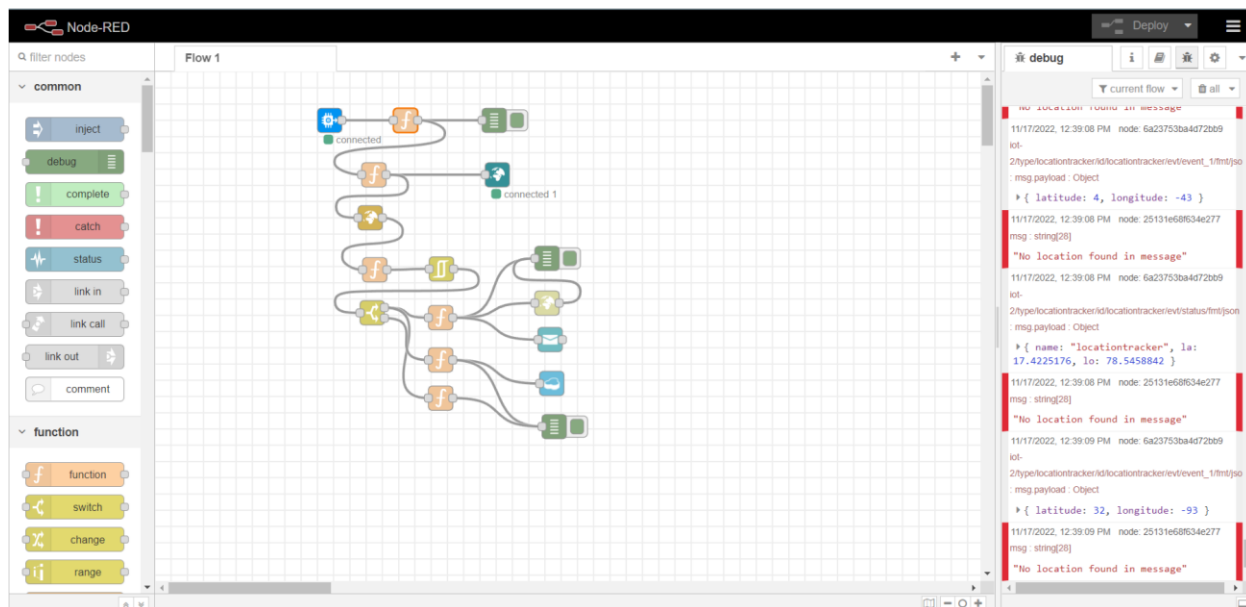 Node-RED
Deploy
filter nodes
Flow 1
debug
i
common
current flow
all
inject
debug
complete
catch
status
link in
link call
link out
comment
function
function
switch
change
range
connected
connected 1
No location found in message"
11/17/2022, 12:39:08 PM node: 6a23753ba4d72bb9
iot-
2/type/locationtracker/id/locationtracker/evt/event_1/fmt/jso
: msg.payload : Object
{ latitude: 4, longitude: -43 }
11/17/2022, 12:39:08 PM node: 25131e68f634e277
msg : string[28]
"No location found in message"
11/17/2022, 12:39:08 PM node: 6a23753ba4d72bb9
iot-
2/type/locationtracker/id/locationtracker/evt/status/fmt/json
: msg.payload : Object
{ name: "locationtracker", la:
17.4225176, lo: 78.5458842 }
11/17/2022, 12:39:08 PM node: 25131e68f634e277
msg : string[28]
"No location found in message"
11/17/2022, 12:39:09 PM node: 6a23753ba4d72bb9
iot-
2/type/locationtracker/id/locationtracker/evt/event_1/fmt/jso
: msg.payload : Object
{ latitude: 32, longitude: -93 }
11/17/2022, 12:39:09 PM node: 25131e68f634e277
msg : string[28]
"No location found in message"